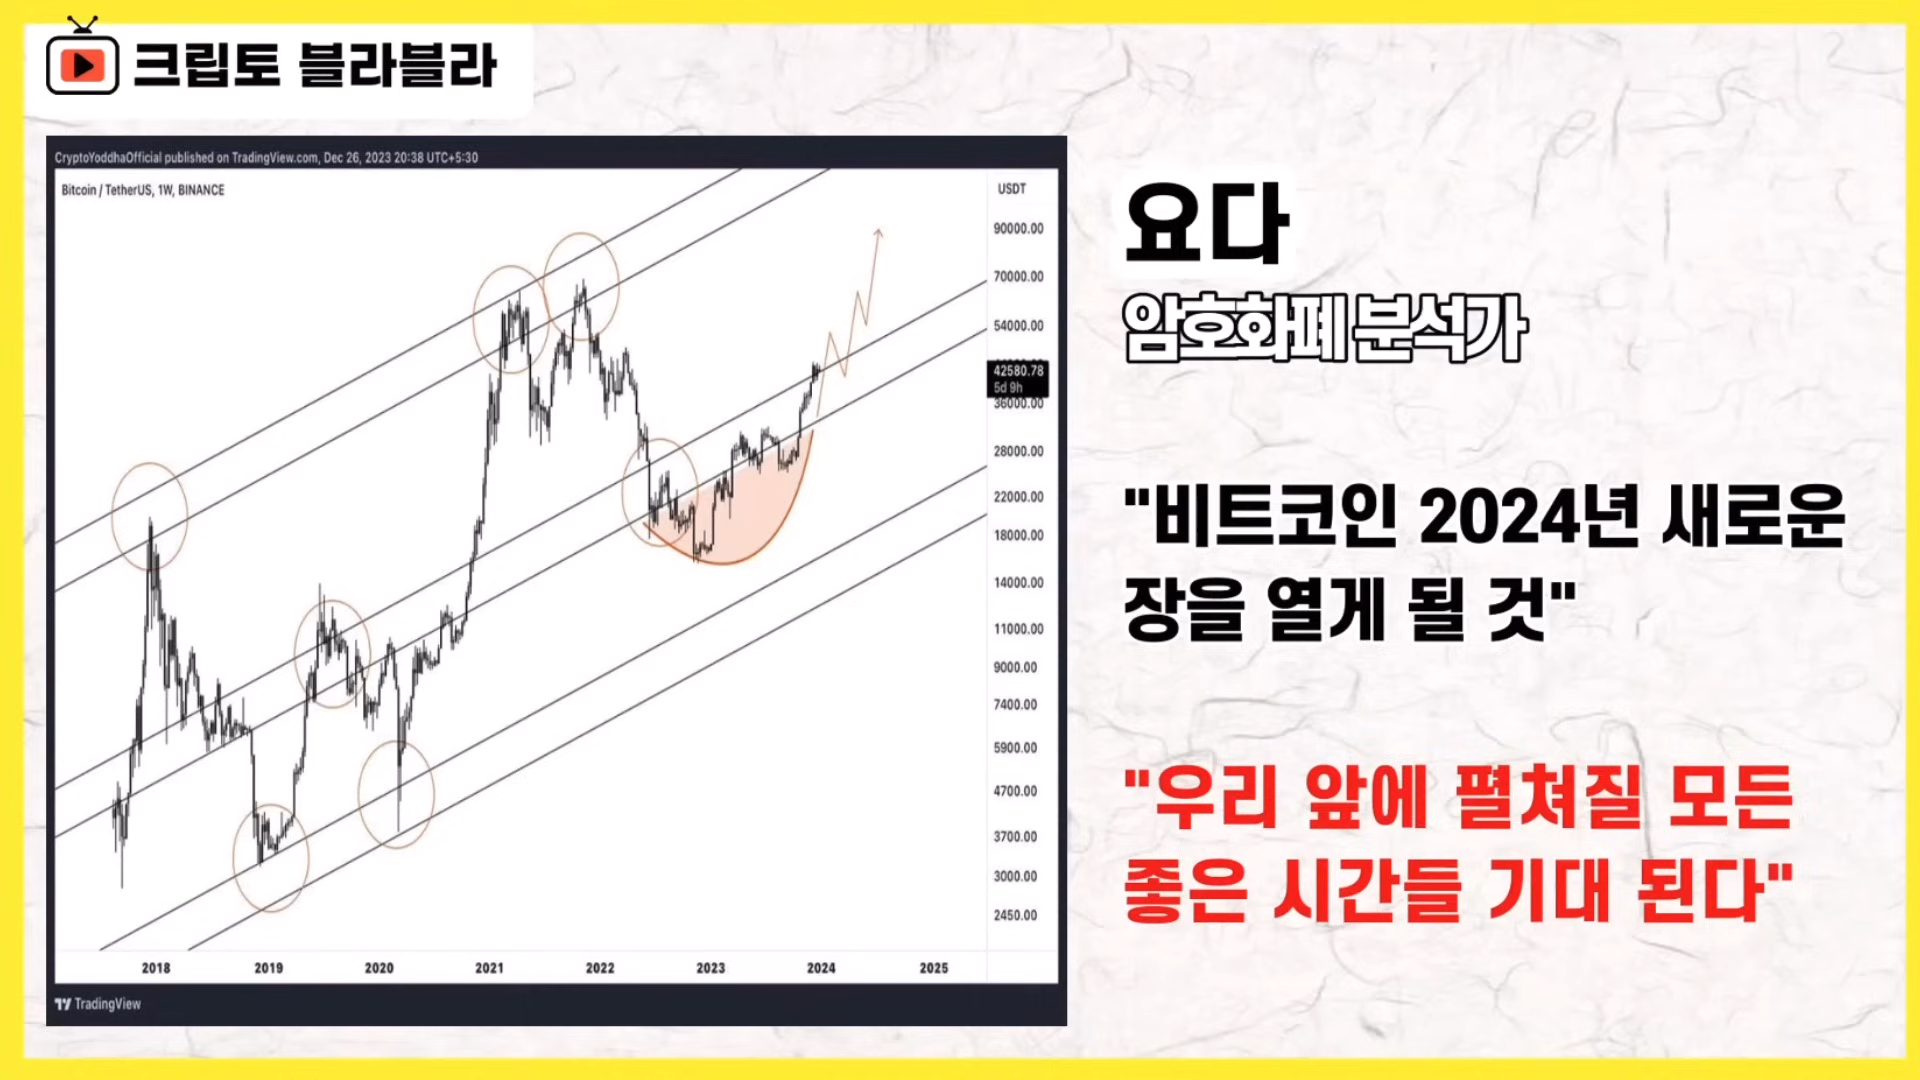 크립토 블라블라
CryptoYoddhaOfficial published on TradingView.com, Dec 26, 2023 20:38 UTC+5:30
Bitcoin / TetherUS, 1W, BINANCE
USDT
90000.00
70000.00
54000.00
42580.78
5d 9h
36000.00
28000.00
22000.00
18000.00
14000.00
11000.00
9000.00
7400.00
5900.00
4700.00
3700.00
3000.00
2450.00
2018 2019 2020 2021 2022 2023 2024 2025
TradingView
요다
암호화폐 분석가
"비트코인 2024년 새로운
장을 열게 될 것"
"우리 앞에 펼쳐질 모든
좋은 시간들 기대 된다"